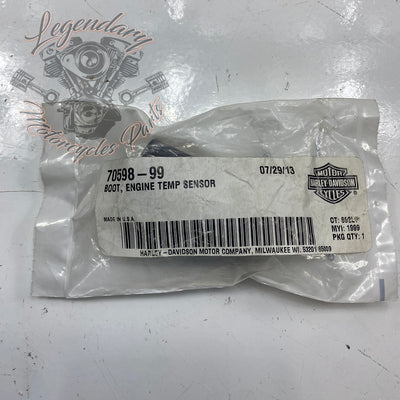 Legendary
Motorcycles Parts
70598-99 07/29/13
BOOT, ENGINE TEMP SENSOR
MOTOR
HARLEY-DAVIDSON
CYCLES
MADE IN U.S.A.
MYI: 1999
PKG QTY: 1
HARLEY-DAVIDSON MOTOR COMPANY, MILWAUKEE WI. 53201